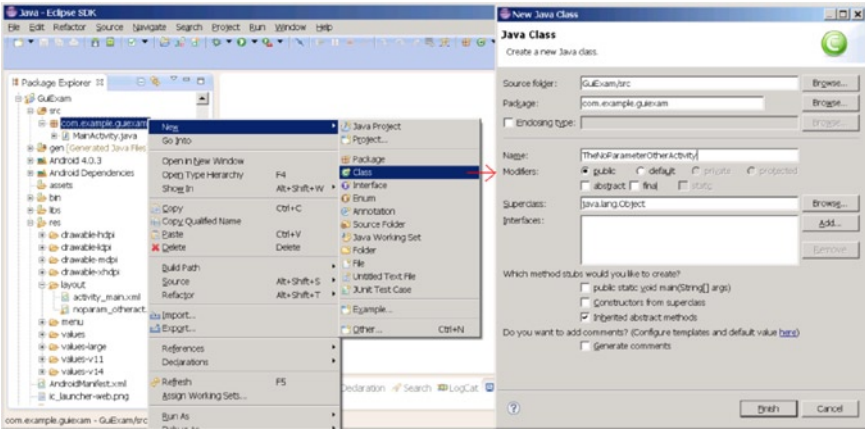 Java - Eclipse SDK
File Edit Refactor Source Navigate Search Project Run Window Help
Package Explorer
GuiExam
src
com.example.guiexam
MainActivity.java
gen [Generated Java Files
Android 4.0.3
Android Dependencies
assets
bin
libs
res
drawable-hdpi
drawable-ldpi
drawable-mdpi
drawable-xhdpi
layout
activity_main.xml
noparam_otheract
menu
values
values-large
values-v11
values-v14
AndroidManifest.xml
ic_launcher-web.png
com.example.guiexam - GuiExam/src
New
Go Into
Open in New Window
Open Type Hierarchy F4
Show In Alt+Shift+W
Copy Ctrl+C
Copy Qualified Name
Paste Ctrl+V
Delete Delete
Build Path
Source Alt+Shift+S
Refactor Alt+Shift+T
Import...
Export...
References
Declarations
Refresh F5
Assign Working Sets...
Run As
Debug As
Java Project
Project...
Package
Class
Interface
Enum
Annotation
Source Folder
Java Working Set
Folder
File
Untitled Text File
JUnit Test Case
Example...
Other... Ctrl+N
Declaration Search LogCat
New Java Class
Java Class
Create a new Java class.
Source folder: GuiExam/src Browse...
Package: com.example.guiexam Browse...
Enclosing type: Browse...
Name: TheNoParameterOtherActivity
Modifiers: public default private protected
abstract final static
Superclass: java.lang.Object Browse...
Interfaces: Add...
Remove
Which method stubs would you like to create?
public static void main(String[] args)
Constructors from superclass
Inherited abstract methods
Do you want to add comments? (Configure templates and default value here)
Generate comments
Finish Cancel